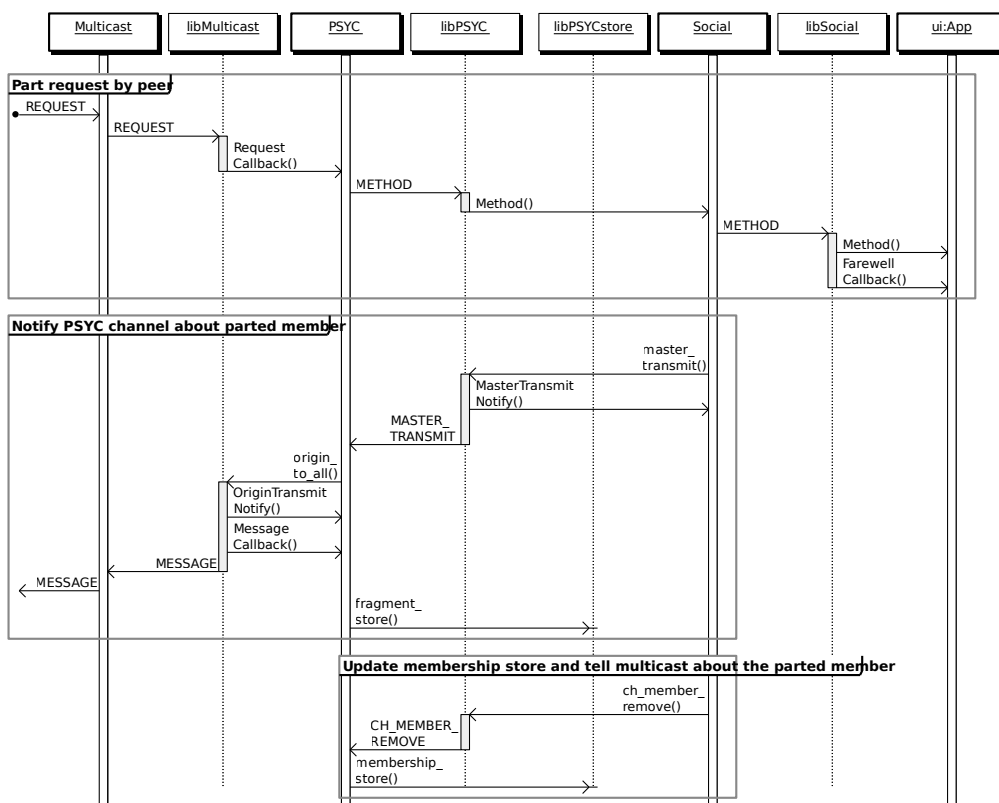 Multicast libMulticast PSYC libPSYC libPSYCstore Social libSocial ui:App
Part request by peer
REQUEST
REQUEST
Request
Callback()
METHOD
Method()
METHOD
Method()
Farewell
Callback()
Notify PSYC channel about parted member
master_
transmit()
MasterTransmit
Notify()
MASTER_
TRANSMIT
origin_
to_all()
OriginTransmit
Notify()
Message
Callback()
MESSAGE
MESSAGE
fragment_
store()
Update membership store and tell multicast about the parted member
ch_member_
remove()
CH_MEMBER_
REMOVE
membership_
store()